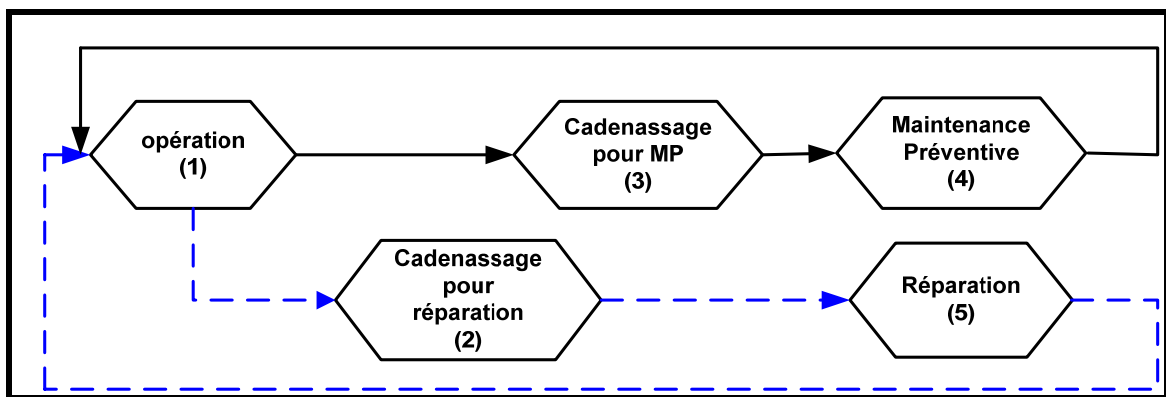 opération
(1)
Cadenassage
pour MP
(3)
Maintenance
Préventive
(4)
Cadenassage
pour
réparation
(2)
Réparation
(5)